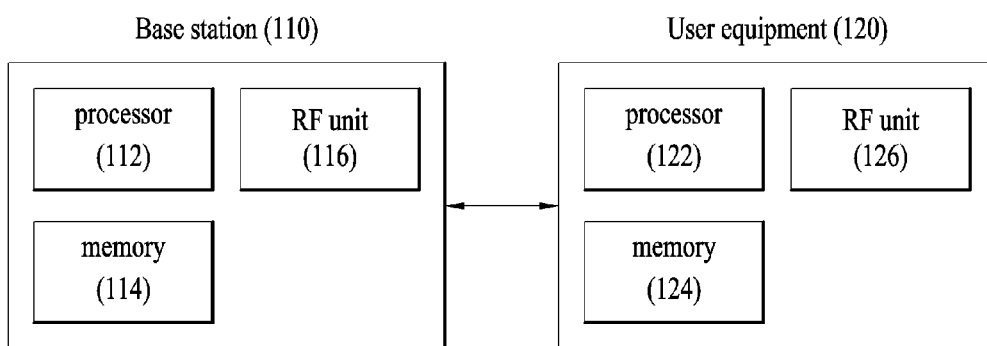 Base station (110)
User equipment (120)
processor
(112)
RF unit
(116)
memory
(114)
processor
(122)
RF unit
(126)
memory
(124)